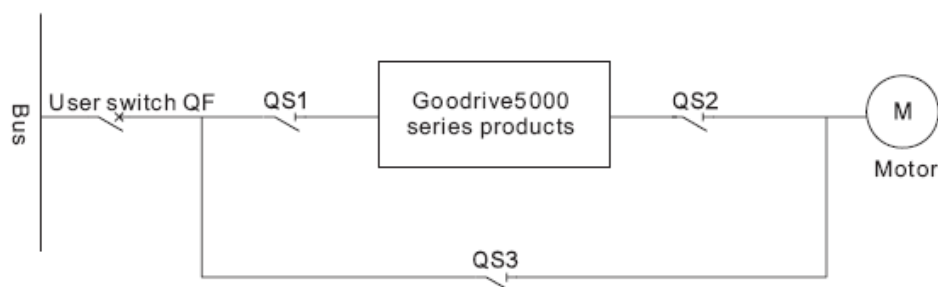 Bus
User switch QF
QS1
Goodrive5000
series products
QS2
M
Motor
QS3